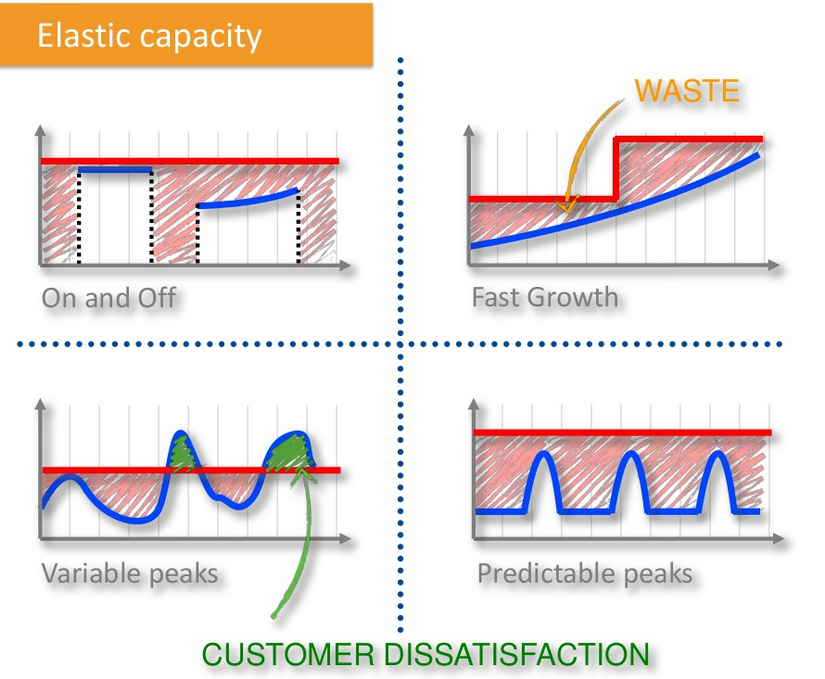 Elastic capacity
WASTE
On and Off
Fast Growth
Variable peaks
Predictable peaks
CUSTOMER DISSATISFACTION